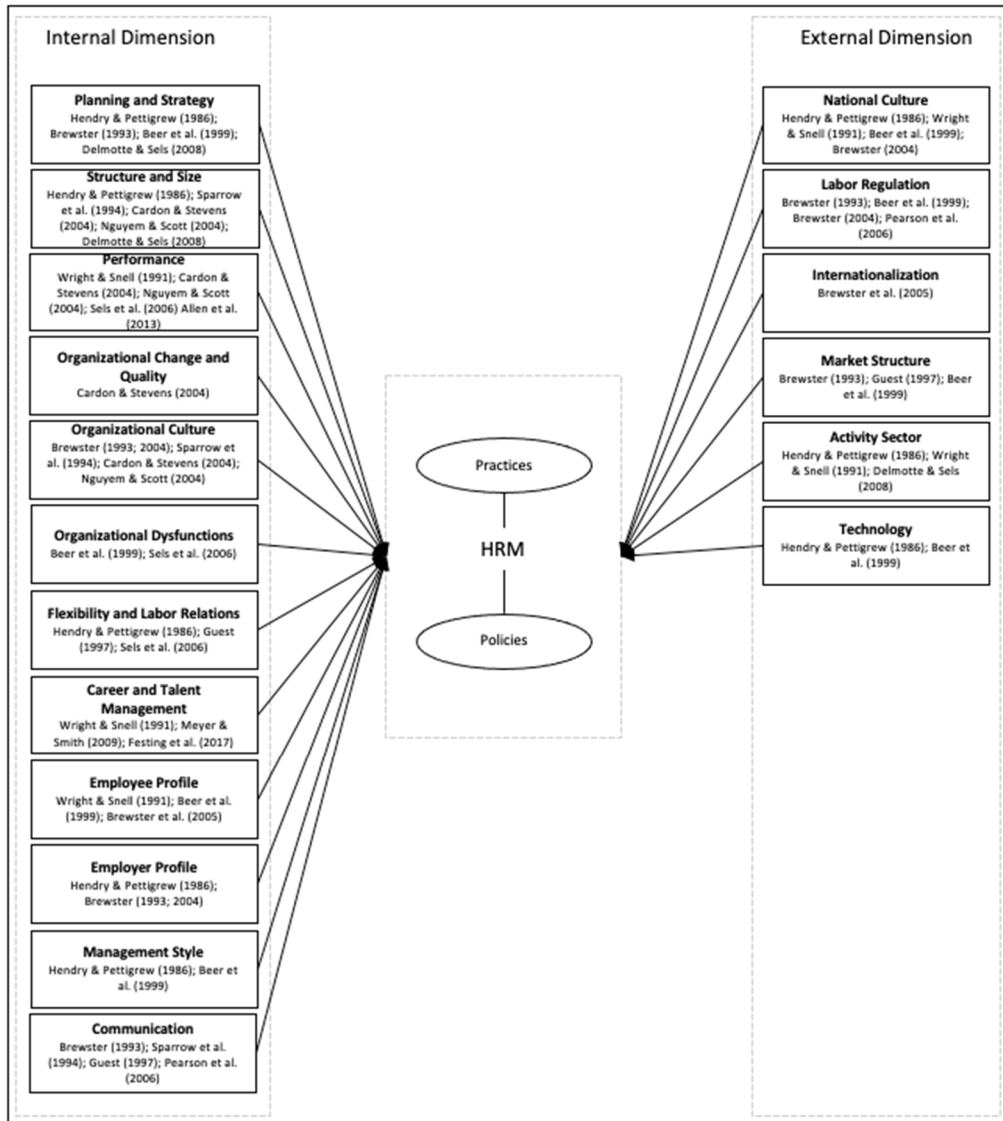 Internal Dimension
Planning and Strategy
Hendry & Pettigrew (1986);
Brewster (1993); Beer et al. (1999);
Delmotte & Sels (2008)
Structure and Size
Hendry & Pettigrew (1986); Sparrow
et al. (1994); Cardon & Stevens
(2004); Nguyem & Scott (2004);
Delmotte & Sels (2008)
Performance
Wright & Snell (1991); Cardon &
Stevens (2004); Nguyem & Scott
(2004); Sels et al. (2006) Allen et al.
(2013)
Organizational Change and
Quality
Cardon & Stevens (2004)
Organizational Culture
Brewster (1993; 2004); Sparrow et
al. (1994); Cardon & Stevens (2004);
Nguyem & Scott (2004)
Organizational Dysfunctions
Beer et al. (1999); Sels et al. (2006)
Flexibility and Labor Relations
Hendry & Pettigrew (1986); Guest
(1997); Sels et al. (2006)
Career and Talent
Management
Wright & Snell (1991); Meyer &
Smith (2009); Festing et al. (2017)
Employee Profile
Wright & Snell (1991); Beer et al.
(1999); Brewster et al. (2005)
Employer Profile
Hendry & Pettigrew (1986);
Brewster (1993; 2004)
Management Style
Hendry & Pettigrew (1986); Beer et
al. (1999)
Communication
Brewster (1993); Sparrow et al.
(1994); Guest (1997); Pearson et al.
(2006)
Practices
HRM
Policies
External Dimension
National Culture
Hendry & Pettigrew (1986); Wright
& Snell (1991); Beer et al. (1999);
Brewster (2004)
Labor Regulation
Brewster (1993); Beer et al. (1999);
Brewster (2004); Pearson et al.
(2006)
Internationalization
Brewster et al. (2005)
Market Structure
Brewster (1993); Guest (1997); Beer
et al. (1999)
Activity Sector
Hendry & Pettigrew (1986); Wright
& Snell (1991); Delmotte & Sels
(2008)
Technology
Hendry & Pettigrew (1986); Beer et
al. (1999)